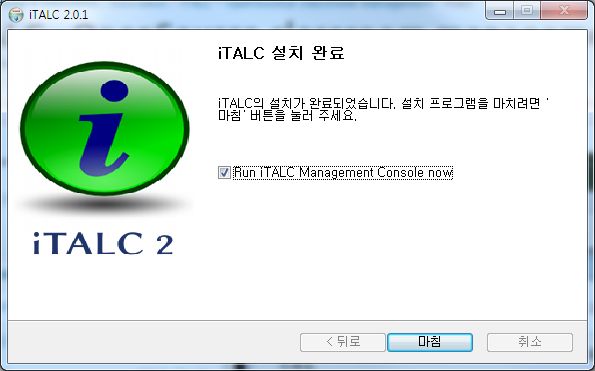 iTALC 2.0.1
iTALC 설치 완료
iTALC의 설치가 완료되었습니다. 설치 프로그램을 마치려면 '
마침' 버튼을 눌러 주세요.
Run iTALC Management Console now
iTALC 2
< 뒤로
마침
취소